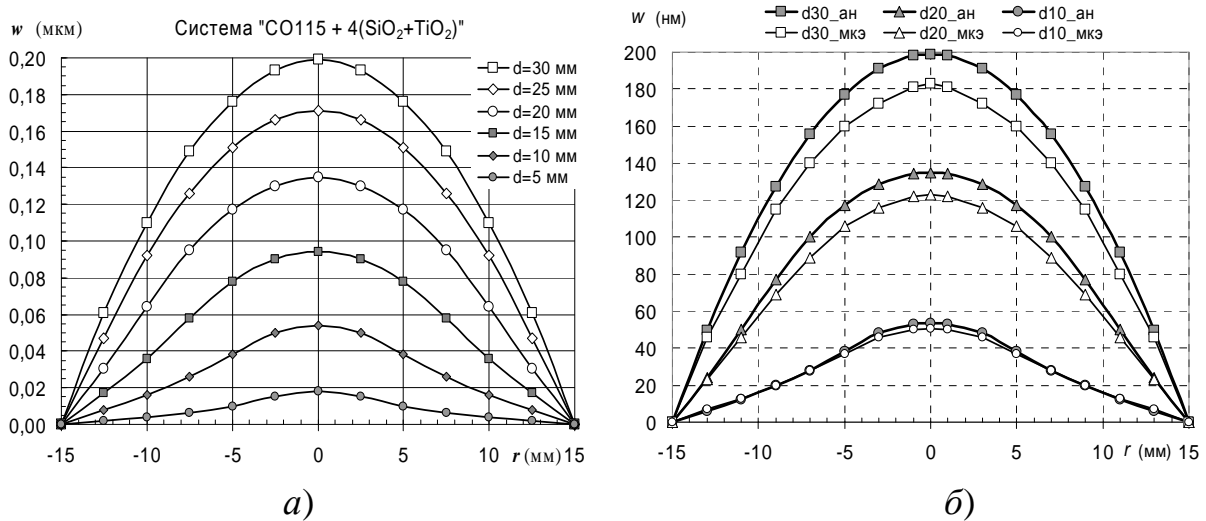 w (мкм)
Система "СО115 + 4(SiO₂+TiO₂)"
0,20
0,18
0,16
0,14
0,12
0,10
0,08
0,06
0,04
0,02
0,00
d=30 мм
d=25 мм
d=20 мм
d=15 мм
d=10 мм
d=5 мм
-15 -10 -5 0 5 10 r (мм) 15
а)
w (нм)
d30_ан d20_ан d10_ан
d30_мкэ d20_мкэ d10_мкэ
200
180
160
140
120
100
80
60
40
20
0
-15 -10 -5 0 5 10 r (мм) 15
б)